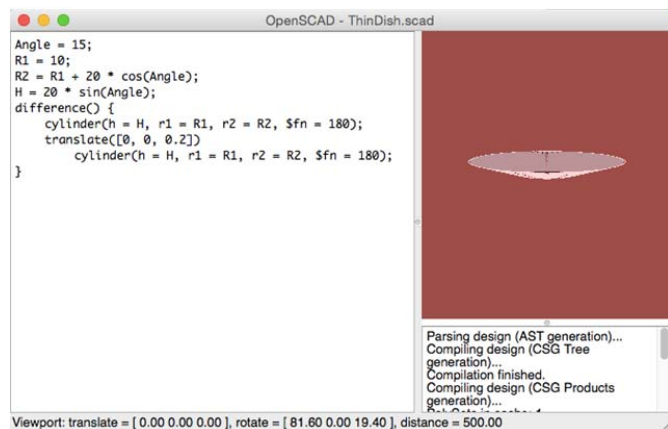 OpenSCAD - ThinDish.scad
Angle = 15;
R1 = 10;
R2 = R1 + 20 * cos(Angle);
H = 20 * sin(Angle);
difference() {
    cylinder(h = H, r1 = R1, r2 = R2, $fn = 180);
    translate([0, 0, 0.2])
        cylinder(h = H, r1 = R1, r2 = R2, $fn = 180);
}
Parsing design (AST generation)...
Compiling design (CSG Tree
generation)...
Compilation finished.
Compiling design (CSG Products
generation)...
Viewport: translate = [ 0.00 0.00 0.00 ], rotate = [ 81.60 0.00 19.40 ], distance = 500.00